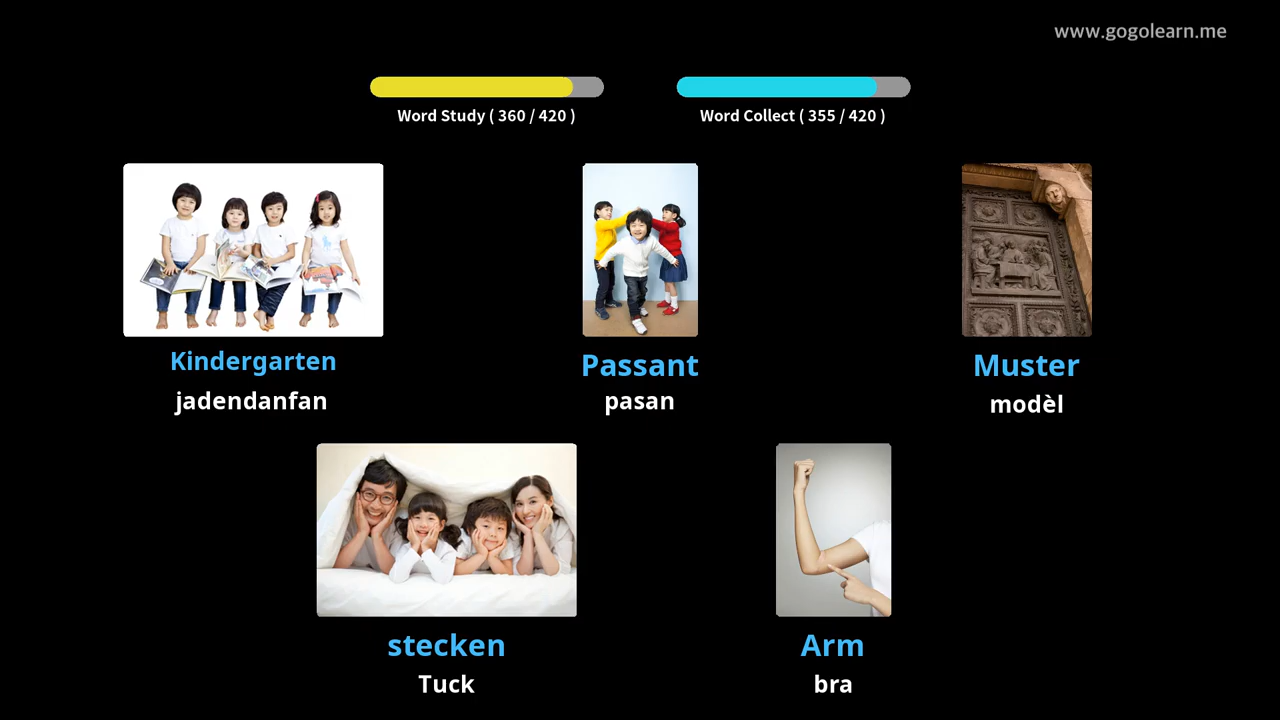 www.gogolearn.me
Word Study ( 360 / 420 )
Word Collect ( 355 / 420 )
Kindergarten
jadendanfan
Passant
pasan
Muster
modèl
stecken
Tuck
Arm
bra